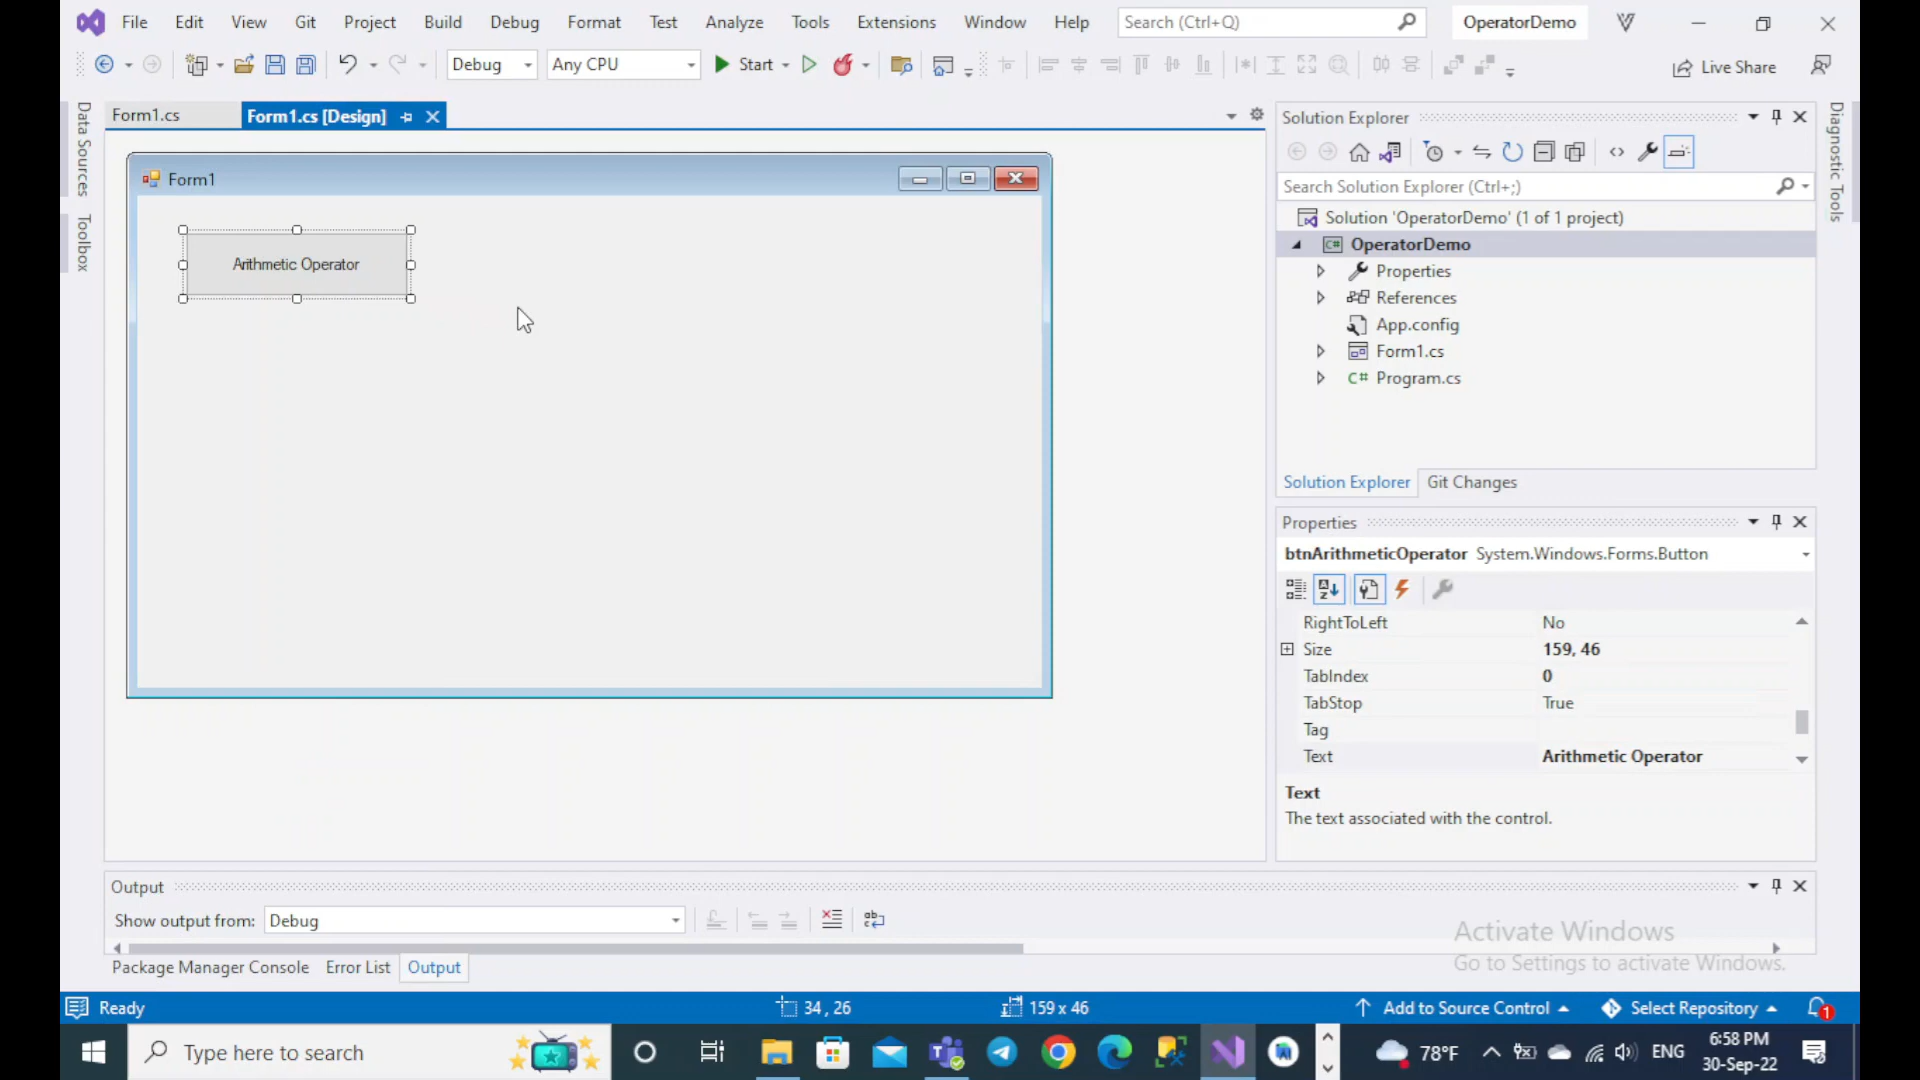 File Edit View Git Project Build Debug Format Test Analyze Tools Extensions Window Help Search (Ctrl+Q) OperatorDemo
Debug Any CPU Start Live Share
Data Sources
Toolbox
Form1.cs Form1.cs [Design]
Form1
Arithmetic Operator
Solution Explorer
Search Solution Explorer (Ctrl+;)
Solution 'OperatorDemo' (1 of 1 project)
C# OperatorDemo
Properties
References
App.config
Form1.cs
C# Program.cs
Solution Explorer Git Changes
Diagnostic Tools
Properties
btnArithmeticOperator System.Windows.Forms.Button
RightToLeft No
Size 159, 46
TabIndex 0
TabStop True
Tag
Text Arithmetic Operator
Text
The text associated with the control.
Output
Show output from: Debug
Activate Windows
Go to Settings to activate Windows.
Package Manager Console Error List Output
Ready 34 , 26 159 x 46 Add to Source Control Select Repository 1
Type here to search 78°F ENG 6:58 PM
30-Sep-22